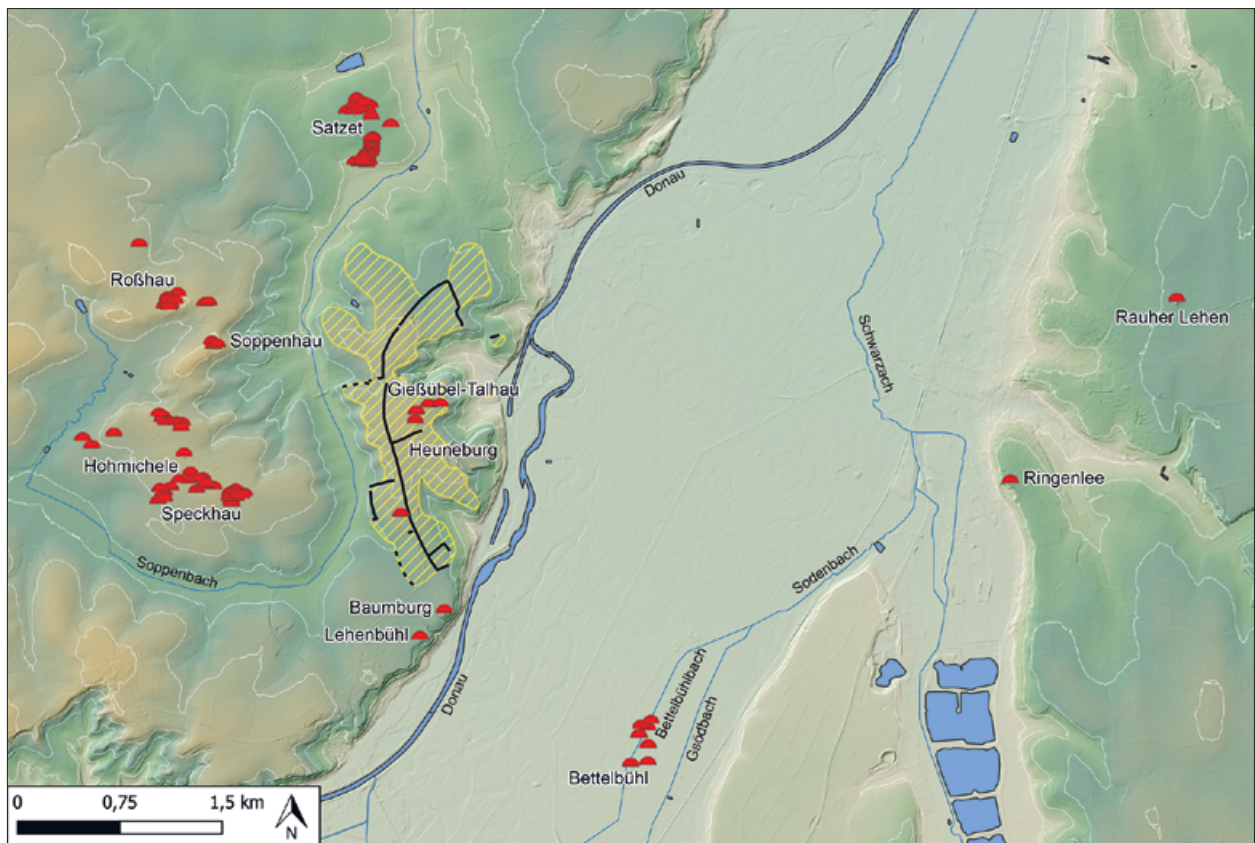 Satzet
Donau
Roßhau
Rauher Lehen
Soppenhau
Schwarzach
Gießübel-Talhau
Heuneburg
Hohmichele
Ringenlee
Speckhau
Soppenbach
Sodenbach
Baumburg
Lehenbühl
Donau
Bettelbühlbach
Gsödbach
Bettelbühl
0 0,75 1,5 km
N